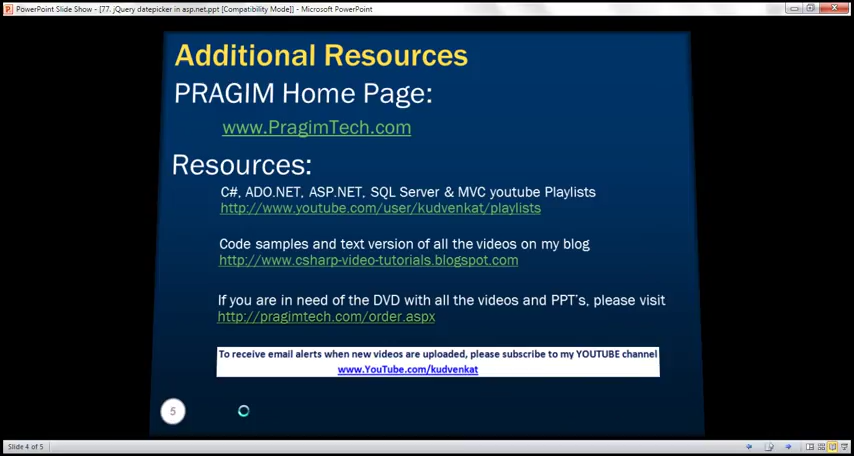 PowerPoint Slide Show - [77. jQuery datepicker in asp.net.ppt [Compatibility Mode]] - Microsoft PowerPoint
Additional Resources
PRAGIM Home Page:
www.PragimTech.com
Resources:
C#, ADO.NET, ASP.NET, SQL Server & MVC youtube Playlists
http://www.youtube.com/user/kudvenkat/playlists
Code samples and text version of all the videos on my blog
http://www.csharp-video-tutorials.blogspot.com
If you are in need of the DVD with all the videos and PPT's, please visit
http://pragimtech.com/order.aspx
To receive email alerts when new videos are uploaded, please subscribe to my YOUTUBE channel
www.YouTube.com/kudvenkat
5
Slide 4 of 5